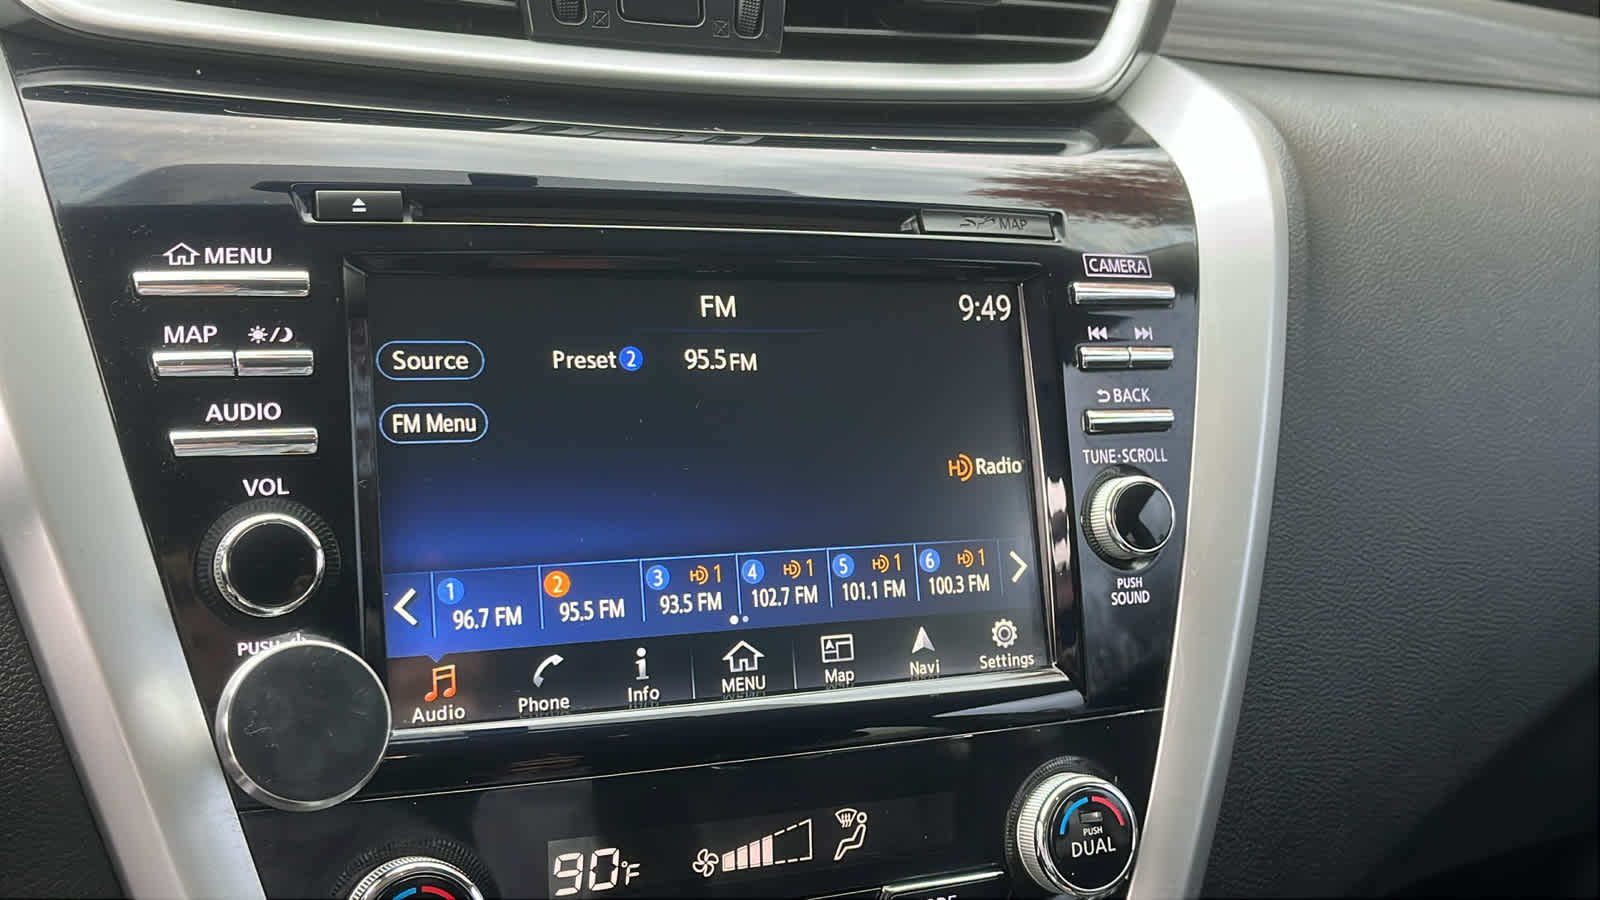 MAP
MENU
CAMERA
FM
9:49
MAP
Source
Preset 2
95.5 FM
BACK
AUDIO
FM Menu
TUNE·SCROLL
HD Radio
VOL
1
2
3 HD 1
4 HD 1
5 HD 1
6 HD 1
96.7 FM
95.5 FM
93.5 FM
102.7 FM
101.1 FM
100.3 FM
PUSH
SOUND
PUSH
Audio
Phone
Info
MENU
Map
Navi
Settings
90°F
PUSH
DUAL